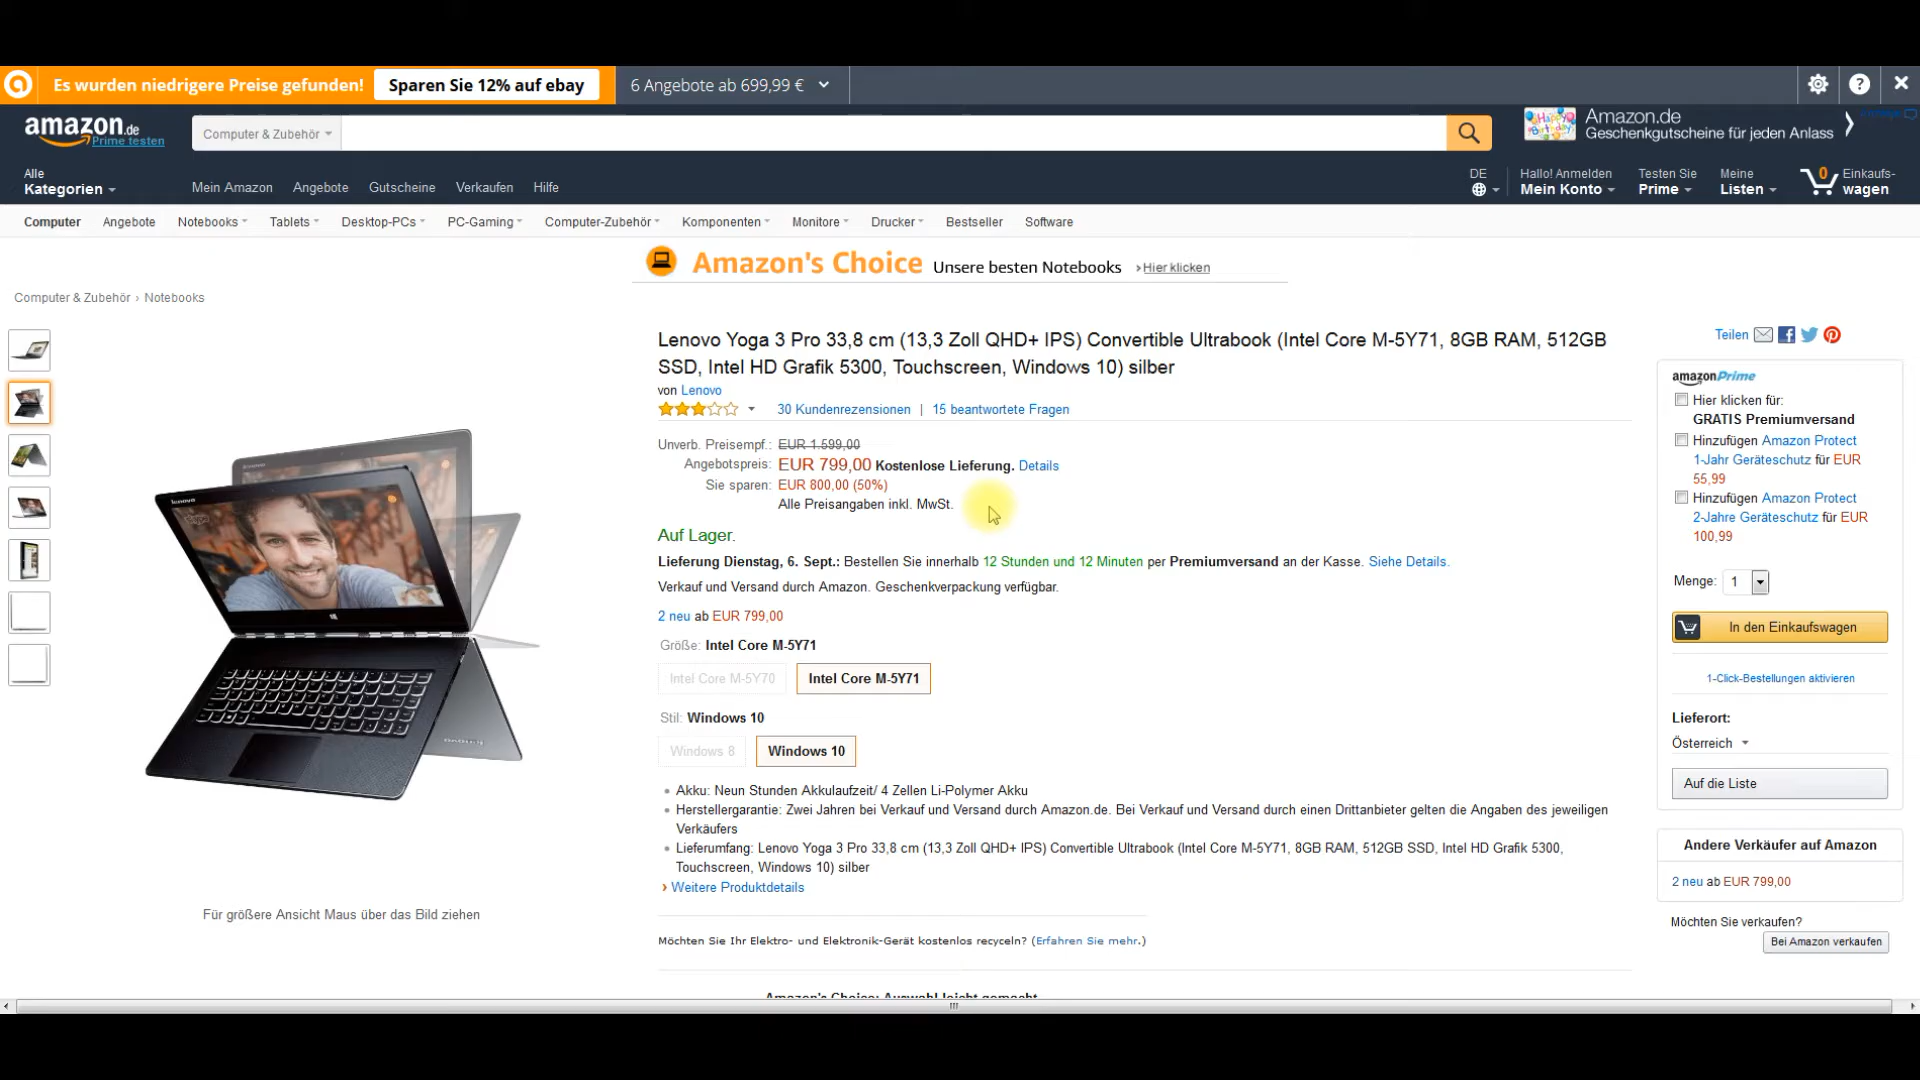 Es wurden niedrigere Preise gefunden! Sparen Sie 12% auf ebay 6 Angebote ab 699,99 €
amazon.de
Prime testen
Computer & Zubehör
Amazon.de
Geschenkgutscheine für jeden Anlass
Alle
Kategorien
Mein Amazon Angebote Gutscheine Verkaufen Hilfe
DE
Hallo! Anmelden
Mein Konto
Testen Sie
Prime
Meine
Listen
0
Einkaufs-
wagen
Computer Angebote Notebooks Tablets Desktop-PCs PC-Gaming Computer-Zubehör Komponenten Monitore Drucker Bestseller Software
Amazon's Choice Unsere besten Notebooks › Hier klicken
Computer & Zubehör › Notebooks
Lenovo Yoga 3 Pro 33,8 cm (13,3 Zoll QHD+ IPS) Convertible Ultrabook (Intel Core M-5Y71, 8GB RAM, 512GB
SSD, Intel HD Grafik 5300, Touchscreen, Windows 10) silber
von Lenovo
30 Kundenrezensionen | 15 beantwortete Fragen
Unverb. Preisempf.: EUR 1.599,00
Angebotspreis: EUR 799,00 Kostenlose Lieferung. Details
Sie sparen: EUR 800,00 (50%)
Alle Preisangaben inkl. MwSt.
Auf Lager.
Lieferung Dienstag, 6. Sept.: Bestellen Sie innerhalb 12 Stunden und 12 Minuten per Premiumversand an der Kasse. Siehe Details.
Verkauf und Versand durch Amazon. Geschenkverpackung verfügbar.
2 neu ab EUR 799,00
Größe: Intel Core M-5Y71
Intel Core M-5Y70 Intel Core M-5Y71
Stil: Windows 10
Windows 8 Windows 10
Akku: Neun Stunden Akkulaufzeit/ 4 Zellen Li-Polymer Akku
Herstellergarantie: Zwei Jahren bei Verkauf und Versand durch Amazon.de. Bei Verkauf und Versand durch einen Drittanbieter gelten die Angaben des jeweiligen
Verkäufers
Lieferumfang: Lenovo Yoga 3 Pro 33,8 cm (13,3 Zoll QHD+ IPS) Convertible Ultrabook (Intel Core M-5Y71, 8GB RAM, 512GB SSD, Intel HD Grafik 5300,
Touchscreen, Windows 10) silber
› Weitere Produktdetails
Für größere Ansicht Maus über das Bild ziehen
Möchten Sie Ihr Elektro- und Elektronik-Gerät kostenlos recyceln? (Erfahren Sie mehr.)
Amazon's Choice: Auswahl leicht gemacht
Teilen
amazonPrime
Hier klicken für:
GRATIS Premiumversand
Hinzufügen Amazon Protect
1-Jahr Geräteschutz für EUR
55,99
Hinzufügen Amazon Protect
2-Jahre Geräteschutz für EUR
100,99
Menge: 1
In den Einkaufswagen
1-Click-Bestellungen aktivieren
Lieferort:
Österreich
Auf die Liste
Andere Verkäufer auf Amazon
2 neu ab EUR 799,00
Möchten Sie verkaufen?
Bei Amazon verkaufen